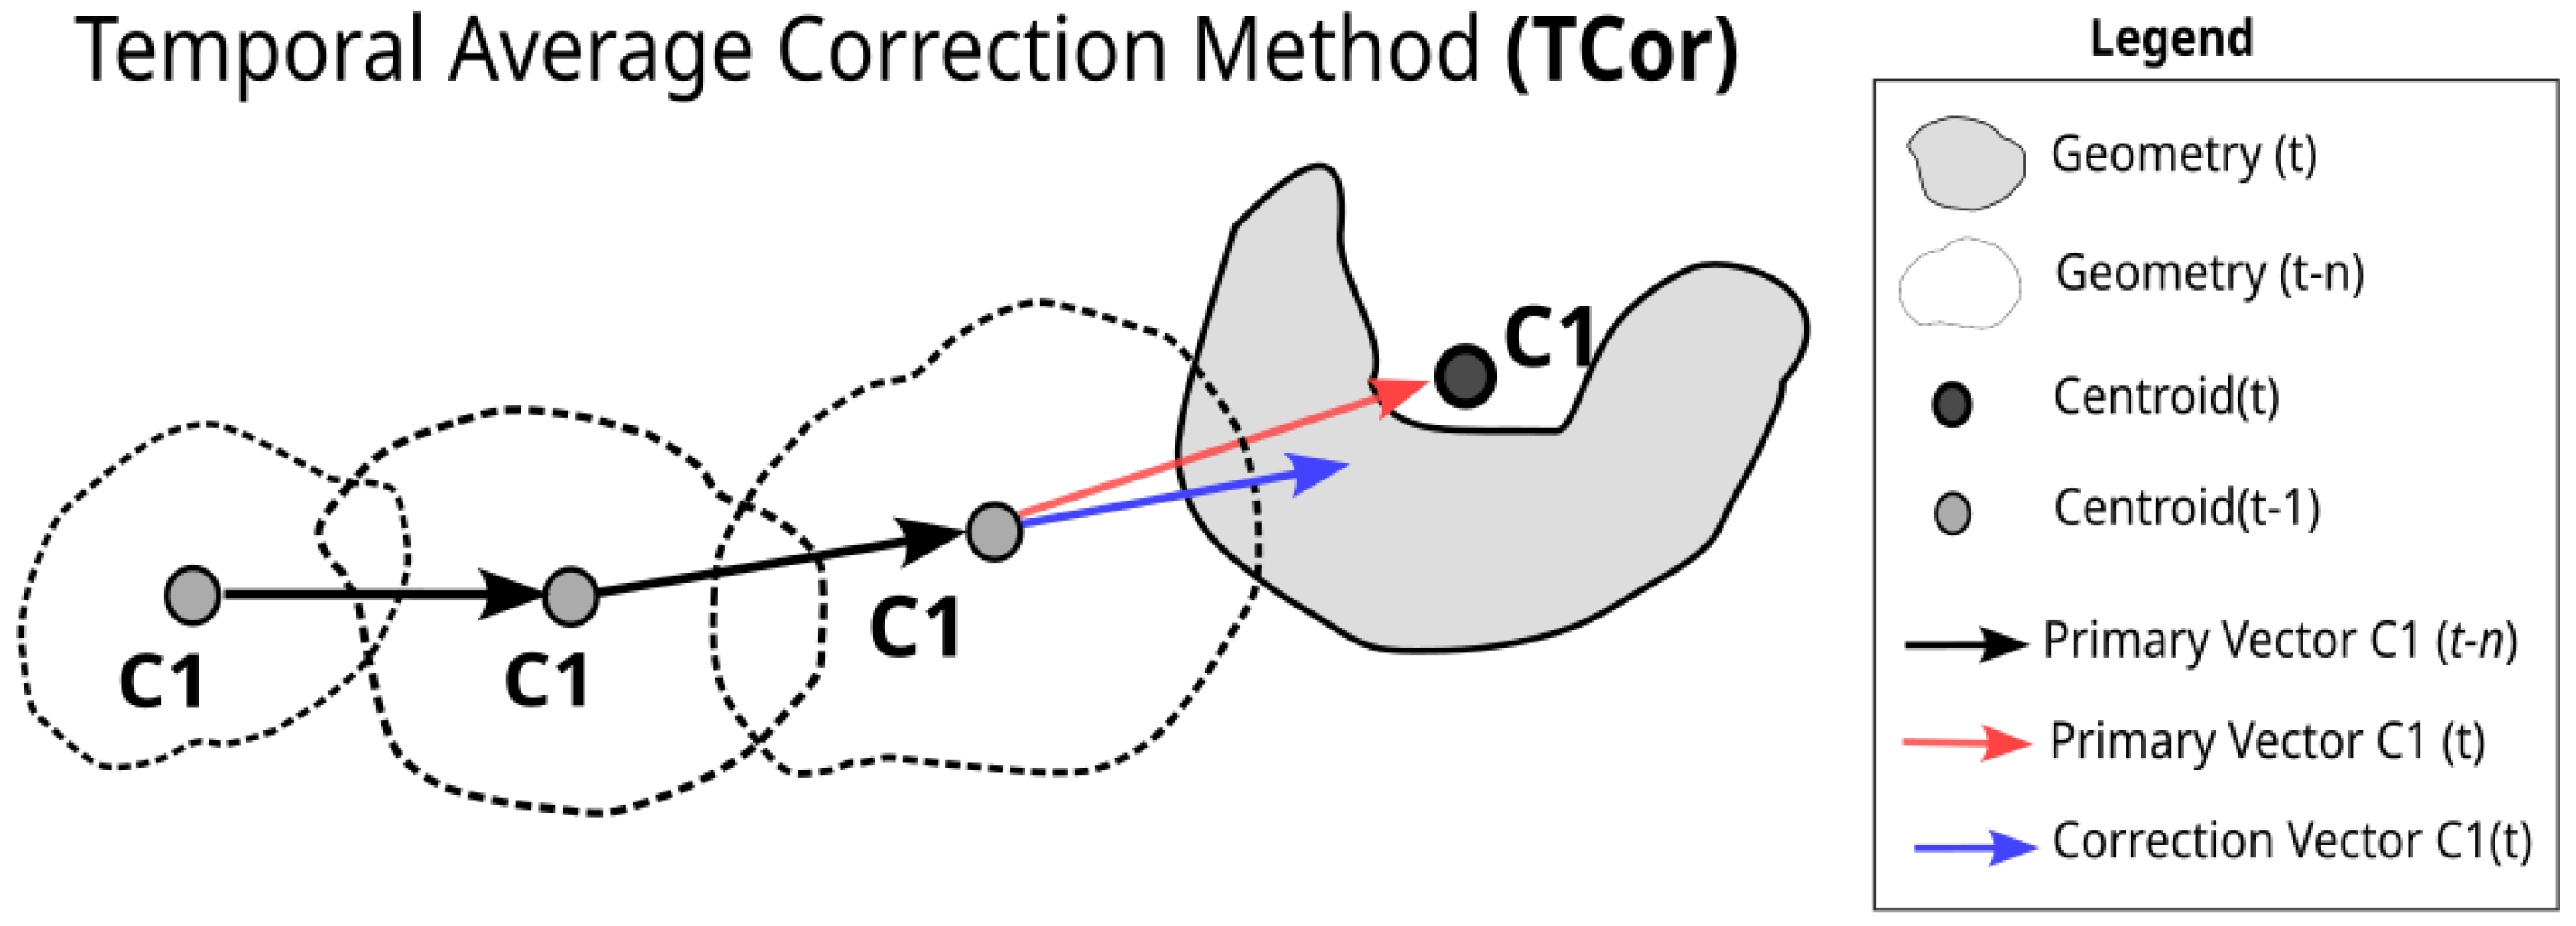 Temporal Average Correction Method (TCor)
C1
C1
C1
C1
Legend
Geometry (t)
Geometry (t-n)
Centroid(t)
Centroid(t-1)
Primary Vector C1 (t-n)
Primary Vector C1 (t)
Correction Vector C1(t)